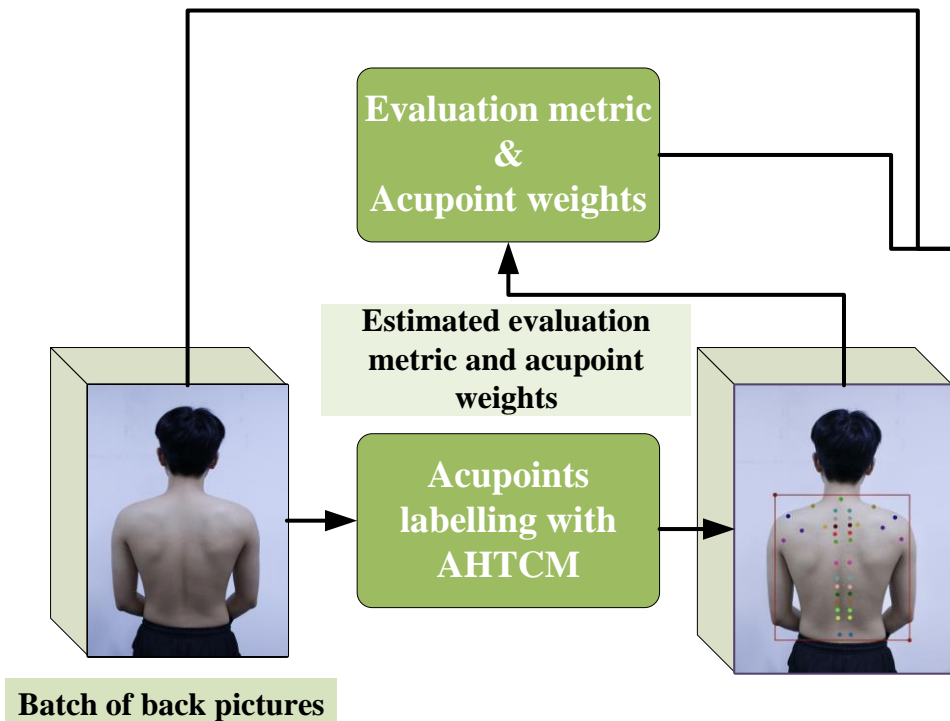 Evaluation metric
&
Acupoint weights
Estimated evaluation
metric and acupoint
weights
Acupoints
labelling with
AHTCM
Batch of back pictures